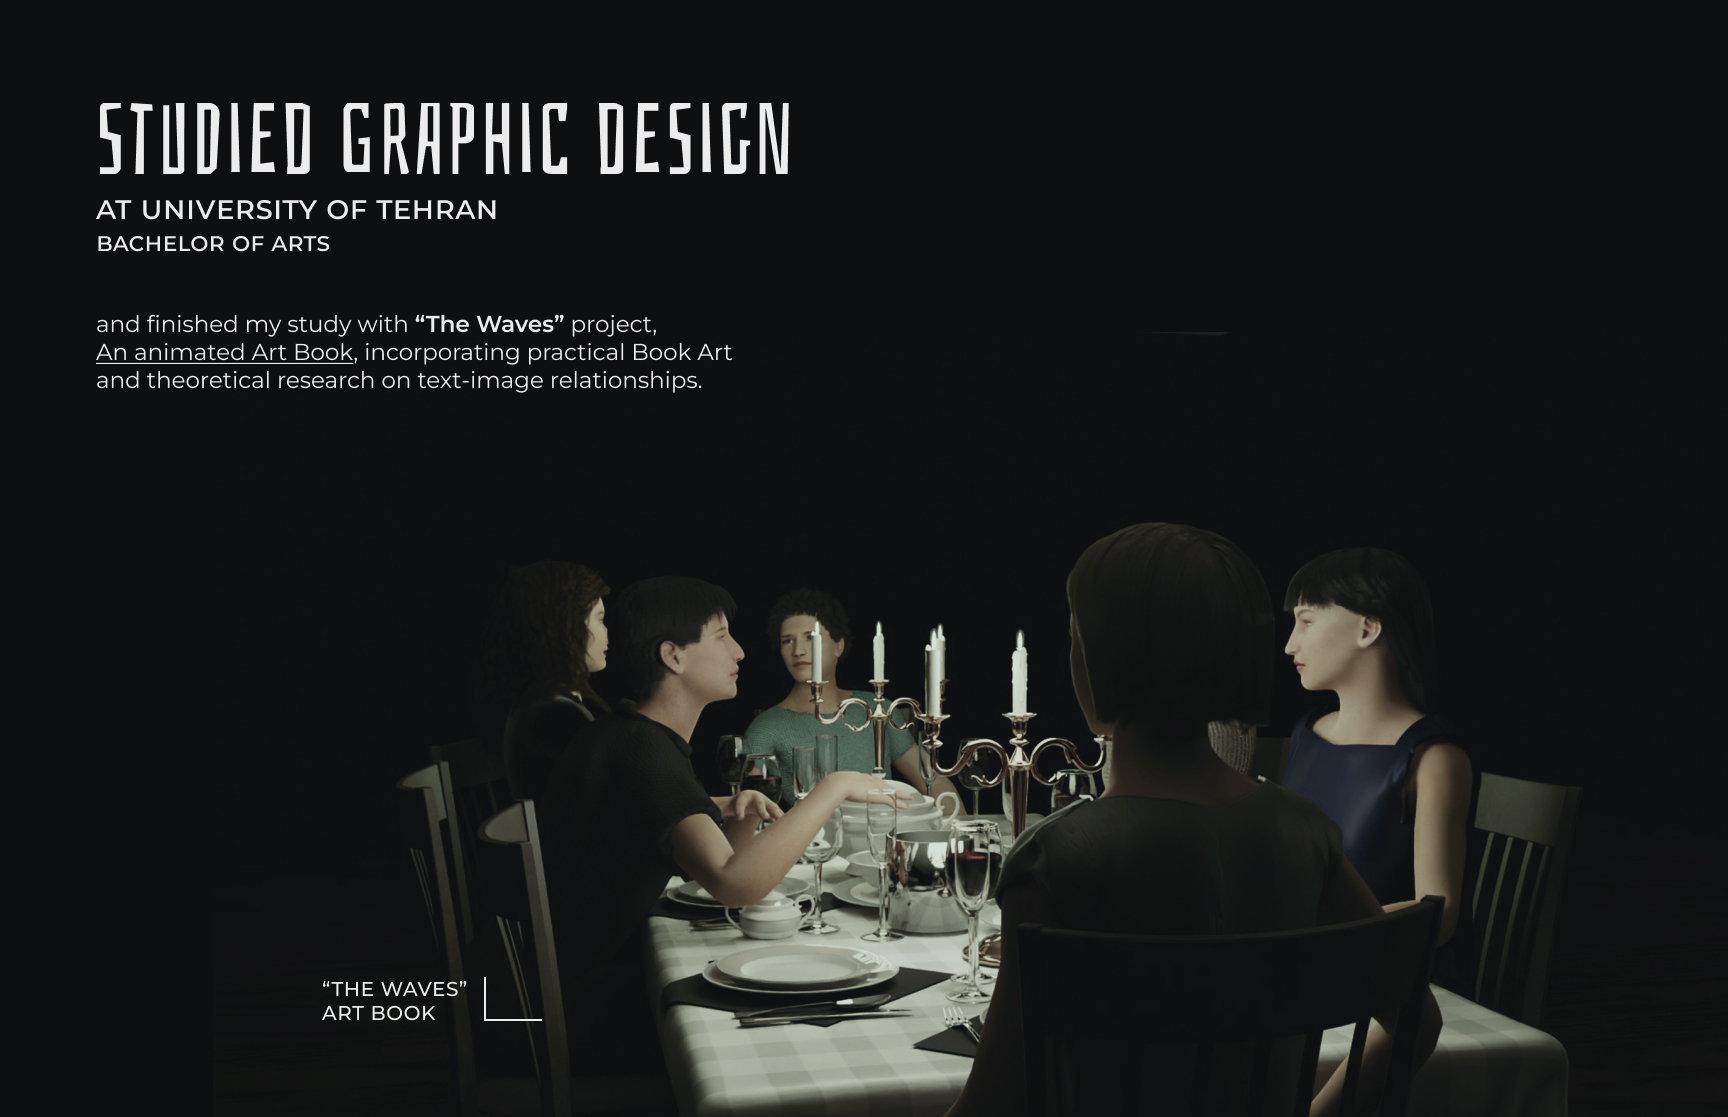 STUDIED GRAPHIC DESIGN
AT UNIVERSITY OF TEHRAN
BACHELOR OF ARTS
and finished my study with “The Waves” project,
An animated Art Book, incorporating practical Book Art
and theoretical research on text-image relationships.
“THE WAVES”
ART BOOK